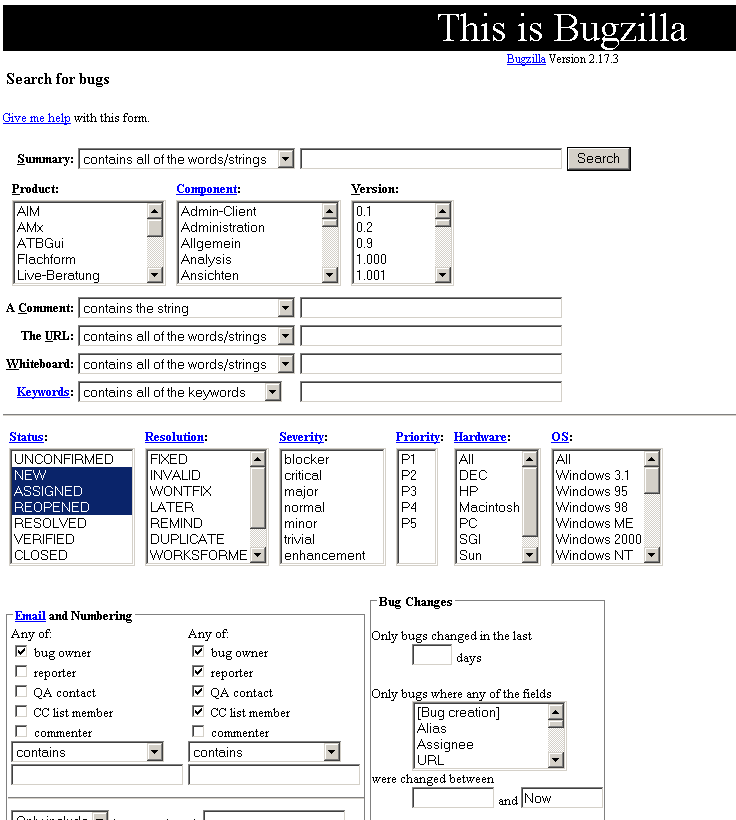 This is Bugzilla
Bugzilla Version 2.17.3
Search for bugs
Give me help with this form.
Summary: contains all of the words/strings Search
Product: Component: Version:
AIM Admin-Client 0.1
AMx Administration 0.2
ATBGui Allgemein 0.9
Flachform Analysis 1.000
Live-Beratung Ansichten 1.001
A Comment: contains the string
The URL: contains all of the words/strings
Whiteboard: contains all of the words/strings
Keywords: contains all of the keywords
Status: Resolution: Severity: Priority: Hardware: OS:
UNCONFIRMED FIXED blocker P1 All All
NEW INVALID critical P2 DEC Windows 3.1
ASSIGNED WONTFIX major P3 HP Windows 95
REOPENED LATER normal P4 Macintosh Windows 98
RESOLVED REMIND minor P5 PC Windows ME
VERIFIED DUPLICATE trivial SGI Windows 2000
CLOSED WORKSFORME enhancement Sun Windows NT
Email and Numbering
Any of: Any of:
bug owner bug owner
reporter reporter
QA contact QA contact
CC list member CC list member
commenter commenter
contains contains
Only include
Bug Changes
Only bugs changed in the last
days
Only bugs where any of the fields
[Bug creation]
Alias
Assignee
URL
were changed between
and Now